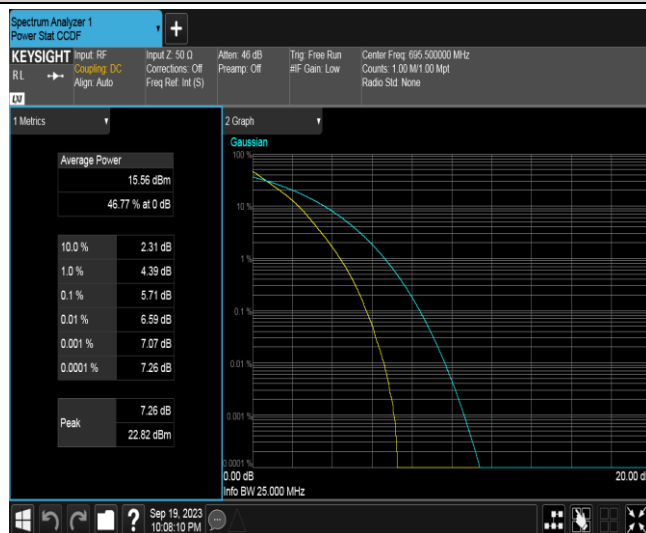 Spectrum Analyzer 1
Power Stat CCDF
+
KEYSIGHT
RL
LXI
Input: RF
Coupling: DC
Align: Auto
Input Z: 50 Ω
Corrections: Off
Freq Ref: Int (S)
Atten: 46 dB
Preamp: Off
Trig: Free Run
#IF Gain: Low
Center Freq: 695.500000 MHz
Counts: 1.00 M/1.00 Mpt
Radio Std: None
1 Metrics
Average Power
15.56 dBm
46.77 % at 0 dB
10.0 % 2.31 dB
1.0 % 4.39 dB
0.1 % 5.71 dB
0.01 % 6.59 dB
0.001 % 7.07 dB
0.0001 % 7.26 dB
Peak
7.26 dB
22.82 dBm
2 Graph
Gaussian
100 %
10 %
1 %
0.1 %
0.01 %
0.001 %
0.0001 %
0.00 dB 20.00 d
Info BW 25.000 MHz
?
Sep 19, 2023
10:08:10 PM